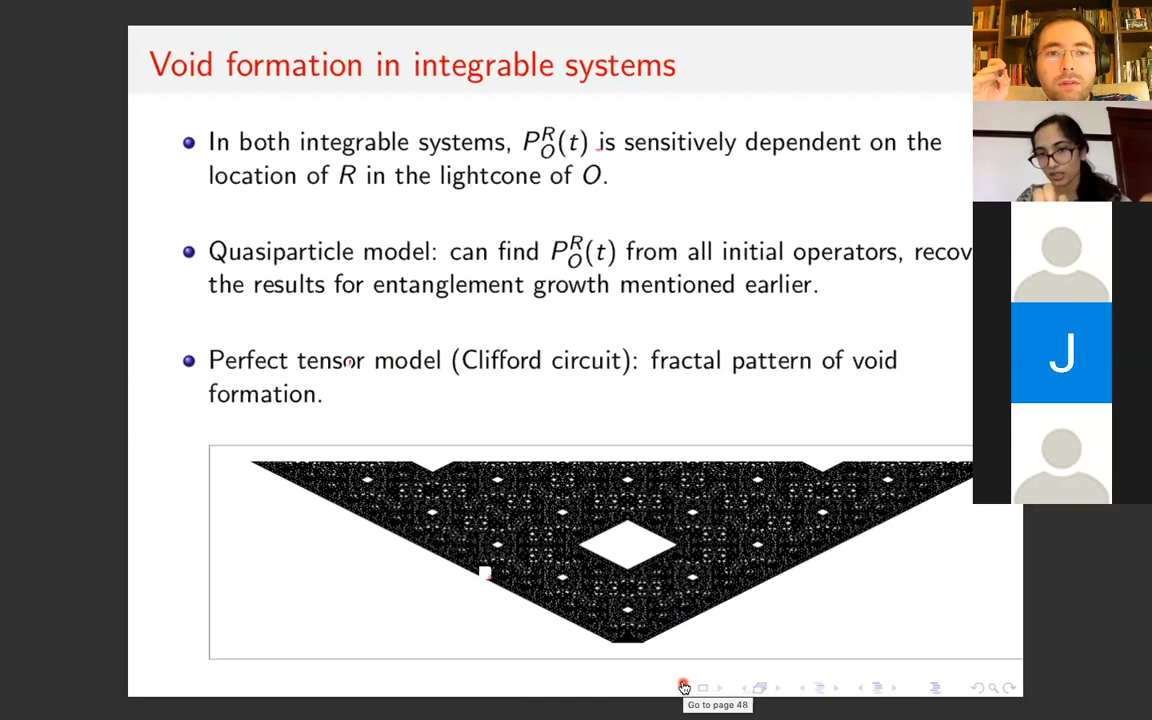 Void formation in integrable systems
In both integrable systems, P_O^R(t) is sensitively dependent on the
location of R in the lightcone of O.
Quasiparticle model: can find P_O^R(t) from all initial operators, recov
the results for entanglement growth mentioned earlier.
Perfect tensor model (Clifford circuit): fractal pattern of void
formation.
J
Go to page 48